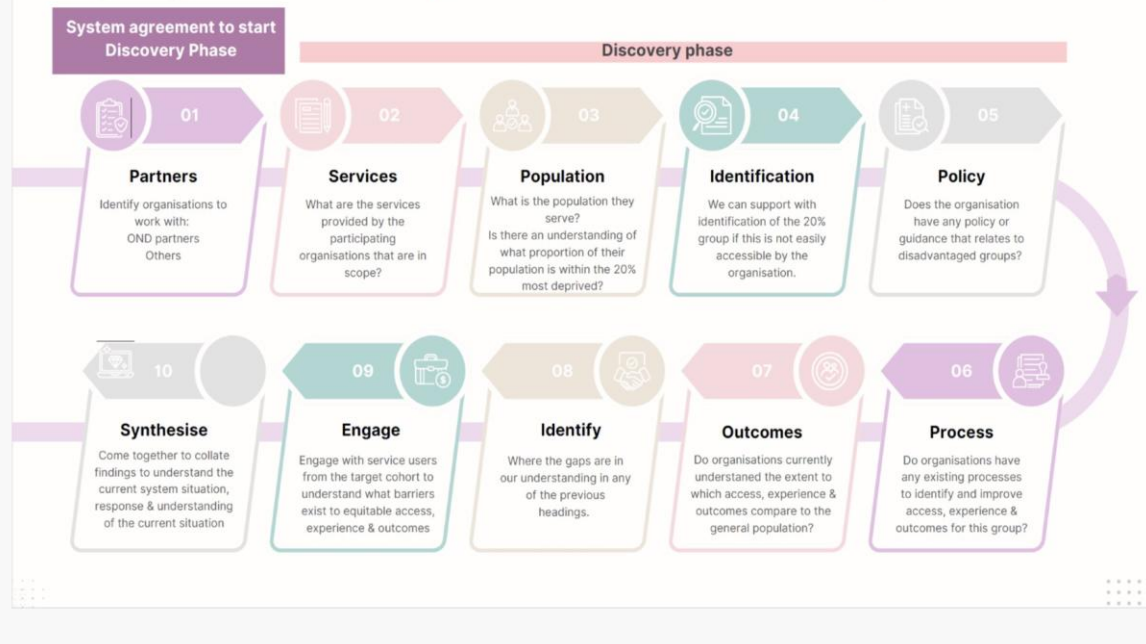 System agreement to start
Discovery Phase
Discovery phase
01
Partners
Identify organisations to
work with:
OND partners
Others
02
Services
What are the services
provided by the
participating
organisations that are in
scope?
03
Population
What is the population they
serve?
Is there an understanding of
what proportion of their
population is within the 20%
most deprived?
04
Identification
We can support with
identification of the 20%
group if this is not easily
accessible by the
organisation.
05
Policy
Does the organisation
have any policy or
guidance that relates to
disadvantaged groups?
06
Process
Do organisations have
any existing processes
to identify and improve
access, experience &
outcomes for this group?
07
Outcomes
Do organisations currently
understaned the extent to
which access, experience &
outcomes compare to the
general population?
08
Identify
Where the gaps are in
our understanding in any
of the previous
headings.
09
Engage
Engage with service users
from the target cohort to
understand what barriers
exist to equitable access,
experience & outcomes
10
Synthesise
Come together to collate
findings to understand the
current system situation,
response & understanding
of the current situation